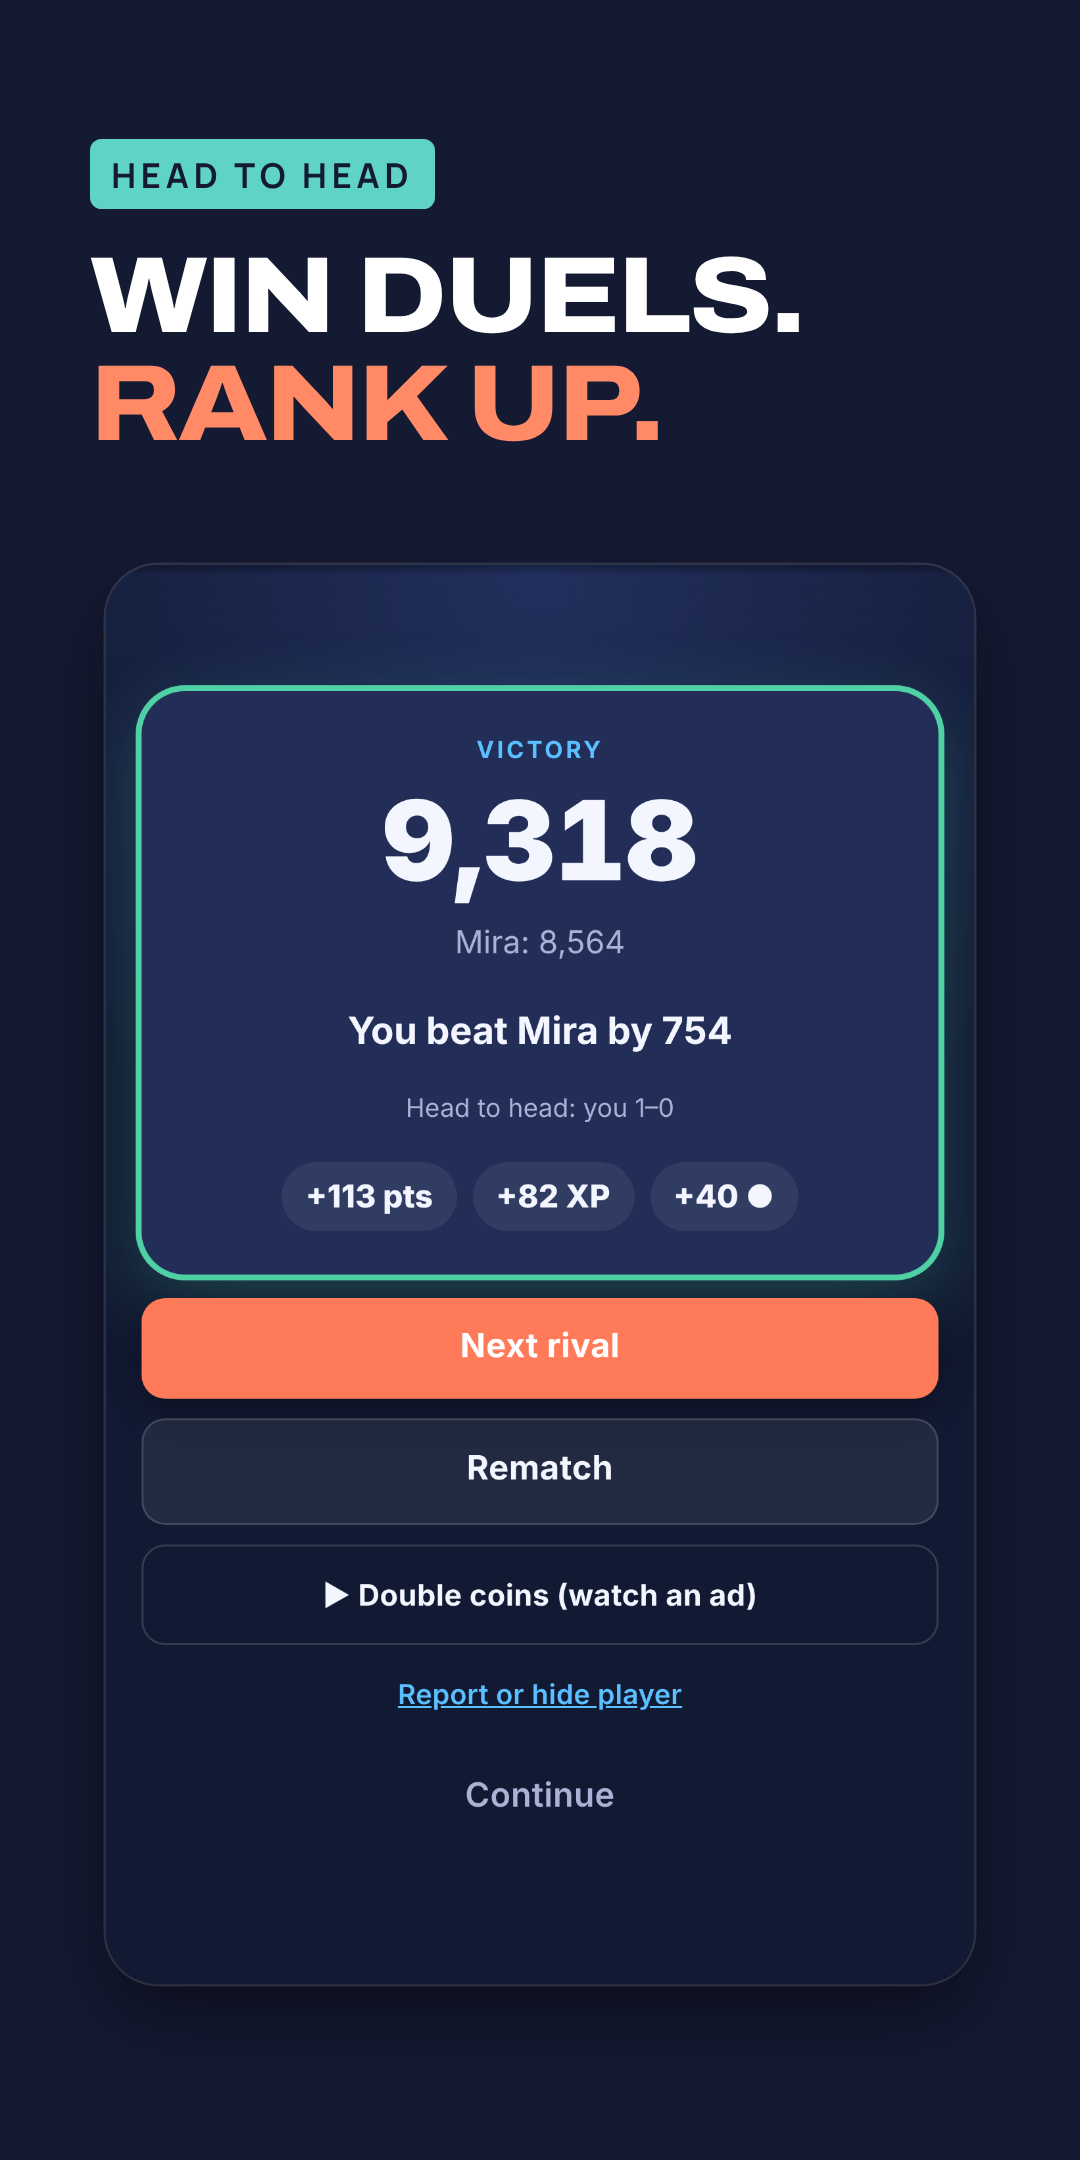 HEAD TO HEAD
WIN DUELS.
RANK UP.
VICTORY
9,318
Mira: 8,564
You beat Mira by 754
Head to head: you 1–0
+113 pts +82 XP +40
Next rival
Rematch
▶ Double coins (watch an ad)
Report or hide player
Continue